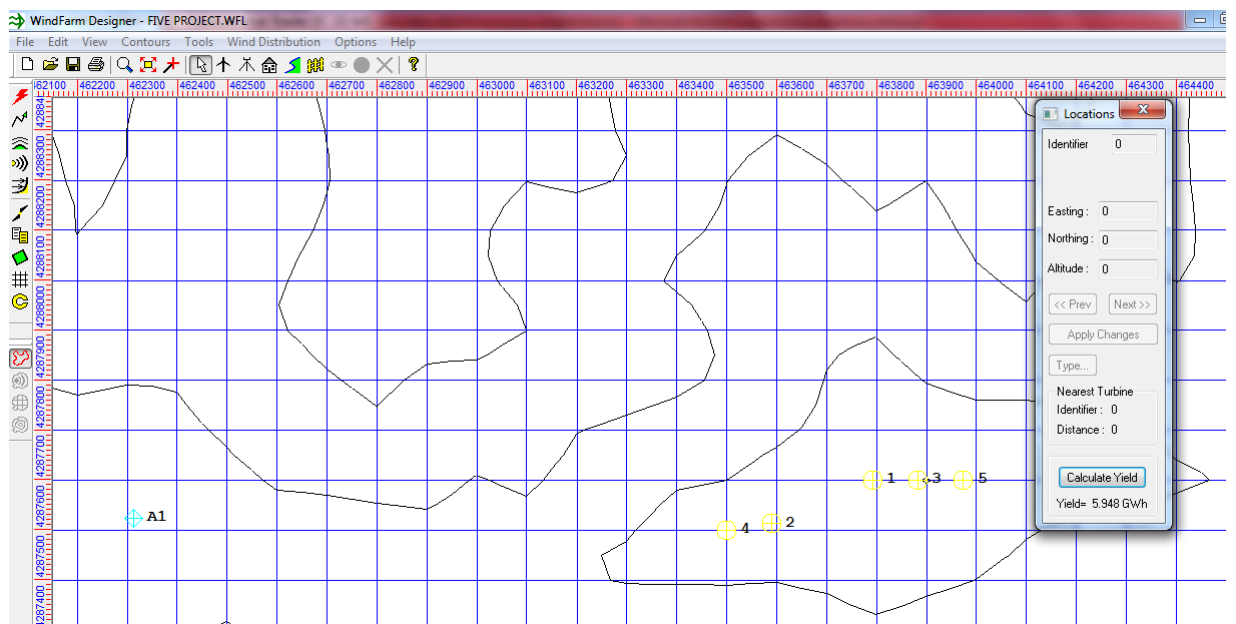 WindFarm Designer - FIVE PROJECT.WFL
File Edit View Contours Tools Wind Distribution Options Help
62100 462200 462300 462400 462500 462600 462700 462800 462900 463000 463100 463200 463300 463400 463500 463600 463700 463800 463900 464000 464100 464200 464300 464400
42884
4288300
4288200
4288100
4288000
4287900
4287800
4287700
4287600
4287500
4287400
A1
1
3
5
4
2
Locations
Identifier 0
Easting : 0
Northing : 0
Altitude : 0
<< Prev Next >>
Apply Changes
Type...
Nearest Turbine
Identifier : 0
Distance : 0
Calculate Yield
Yield= 5.948 GWh